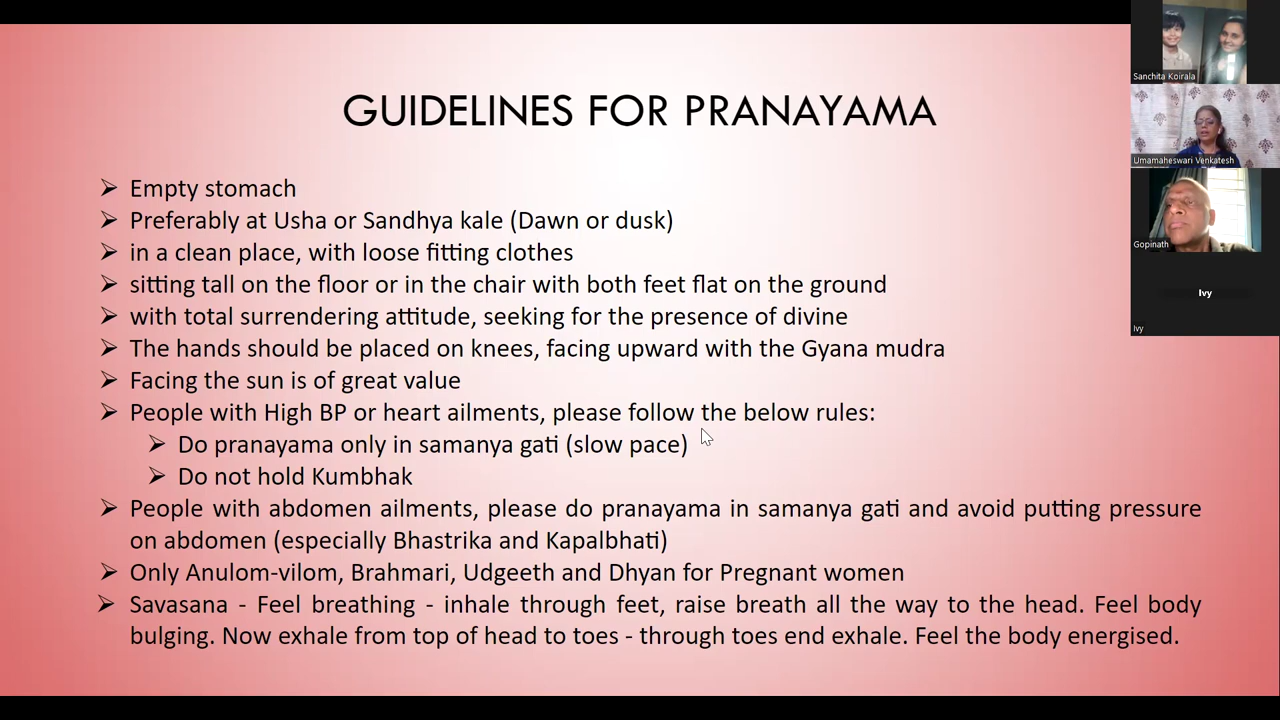 GUIDELINES FOR PRANAYAMA
➢ Empty stomach
➢ Preferably at Usha or Sandhya kale (Dawn or dusk)
➢ in a clean place, with loose fitting clothes
➢ sitting tall on the floor or in the chair with both feet flat on the ground
➢ with total surrendering attitude, seeking for the presence of divine
➢ The hands should be placed on knees, facing upward with the Gyana mudra
➢ Facing the sun is of great value
➢ People with High BP or heart ailments, please follow the below rules:
➢ Do pranayama only in samanya gati (slow pace)
➢ Do not hold Kumbhak
➢ People with abdomen ailments, please do pranayama in samanya gati and avoid putting pressure
on abdomen (especially Bhastrika and Kapalbhati)
➢ Only Anulom-vilom, Brahmari, Udgeeth and Dhyan for Pregnant women
➢ Savasana - Feel breathing - inhale through feet, raise breath all the way to the head. Feel body
bulging. Now exhale from top of head to toes - through toes end exhale. Feel the body energised.
Sanchita Koirala
Umamaheswari Venkatesh
Gopinath
Ivy
Ivy